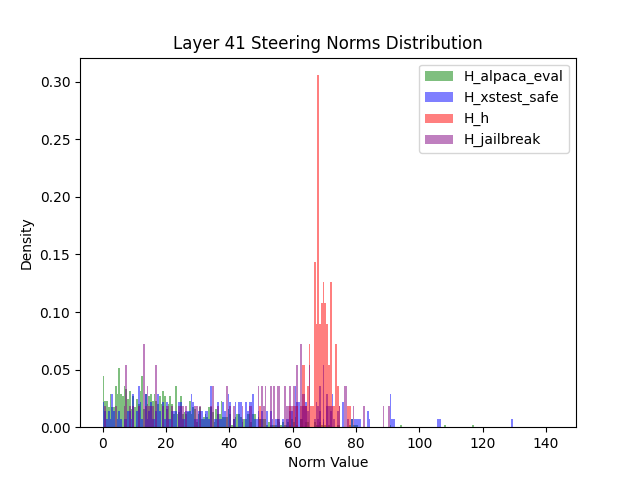 Layer 41 Steering Norms Distribution
H_alpaca_eval
H_xstest_safe
H_h
H_jailbreak
Density
0.30
0.25
0.20
0.15
0.10
0.05
0.00
0 20 40 60 80 100 120 140
Norm Value